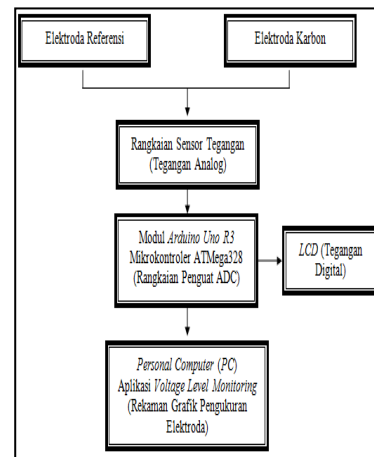 Elektroda Referensi
Elektroda Karbon
Rangkaian Sensor Tegangan
(Tegangan Analog)
Modul Arduino Uno R3
Mikrokontroler ATMega328
(Rangkaian Penguat ADC)
LCD (Tegangan
Digital)
Personal Computer (PC)
Aplikasi Voltage Level Monitoring
(Rekaman Grafik Pengukuran
Elektroda)